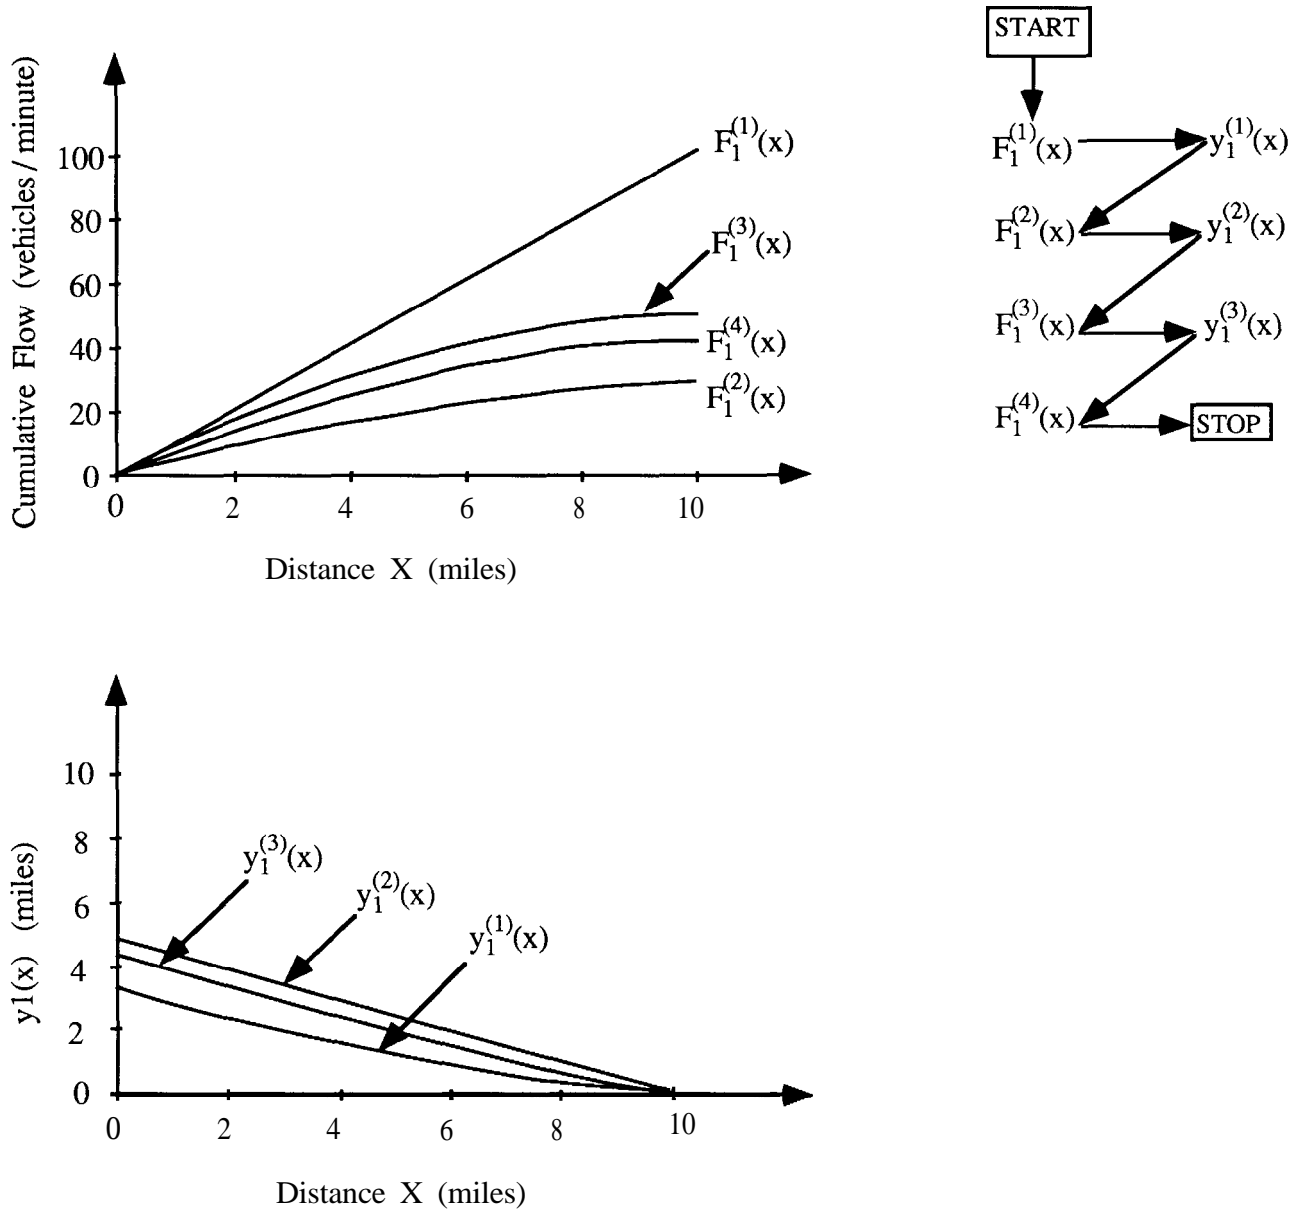 START
Cumulative Flow (vehicles / minute)
100
80
60
40
20
0
F₁⁽¹⁾(x)
F₁⁽³⁾(x)
F₁⁽⁴⁾(x)
F₁⁽²⁾(x)
0 2 4 6 8 10
Distance X (miles)
F₁⁽¹⁾(x) y₁⁽¹⁾(x)
F₁⁽²⁾(x) y₁⁽²⁾(x)
F₁⁽³⁾(x) y₁⁽³⁾(x)
F₁⁽⁴⁾(x) STOP
y1(x) (miles)
10
8
6
4
2
0
y₁⁽³⁾(x)
y₁⁽²⁾(x)
y₁⁽¹⁾(x)
0 2 4 6 8 10
Distance X (miles)